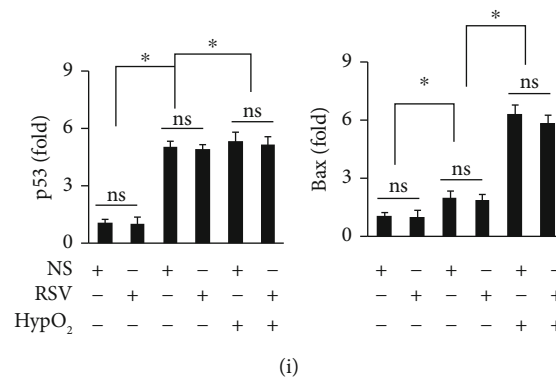 * * * *
9 ns ns ns 9 ns ns ns
6 6
3 3
0 0
p53 (fold) Bax (fold)
NS + − + − + − + − + − + −
RSV − + − + − + − + − + − +
HypO₂ − − − − + + − − − − + +
(i)